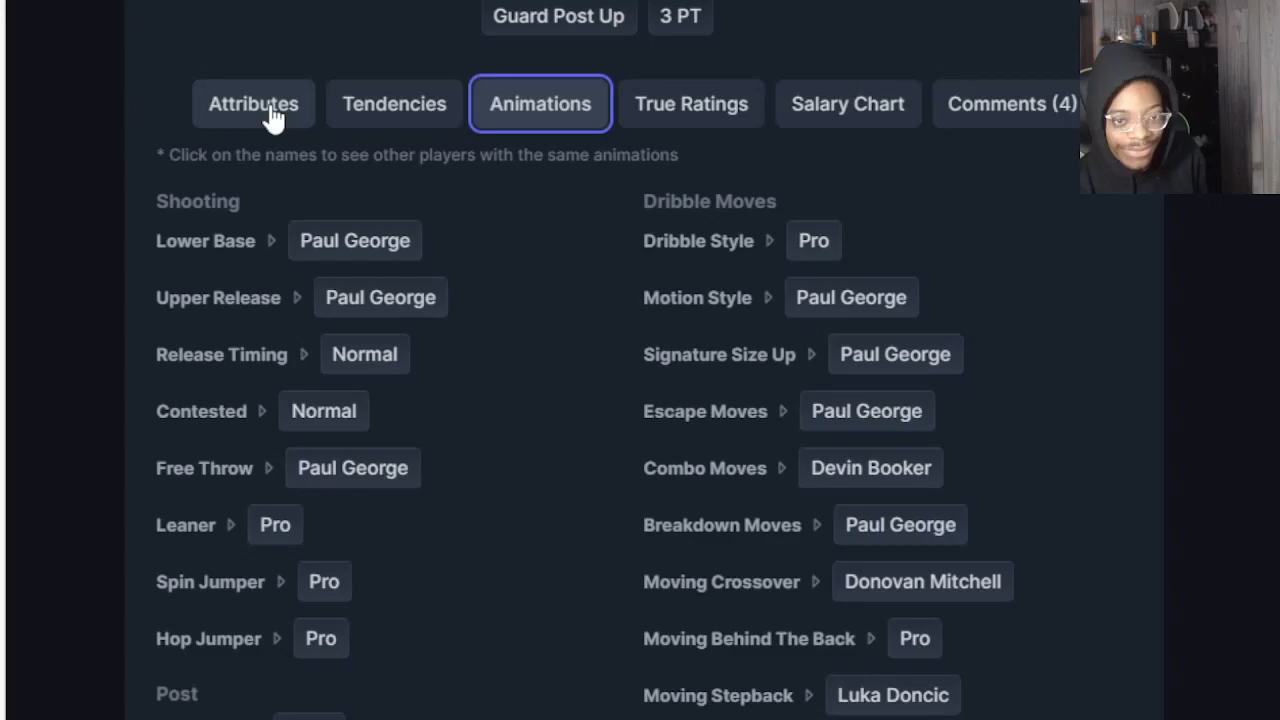 Guard Post Up 3 PT
Attributes Tendencies Animations True Ratings Salary Chart Comments (4)
* Click on the names to see other players with the same animations
Shooting
Lower Base Paul George
Upper Release Paul George
Release Timing Normal
Contested Normal
Free Throw Paul George
Leaner Pro
Spin Jumper Pro
Hop Jumper Pro
Post
Dribble Moves
Dribble Style Pro
Motion Style Paul George
Signature Size Up Paul George
Escape Moves Paul George
Combo Moves Devin Booker
Breakdown Moves Paul George
Moving Crossover Donovan Mitchell
Moving Behind The Back Pro
Moving Stepback Luka Doncic